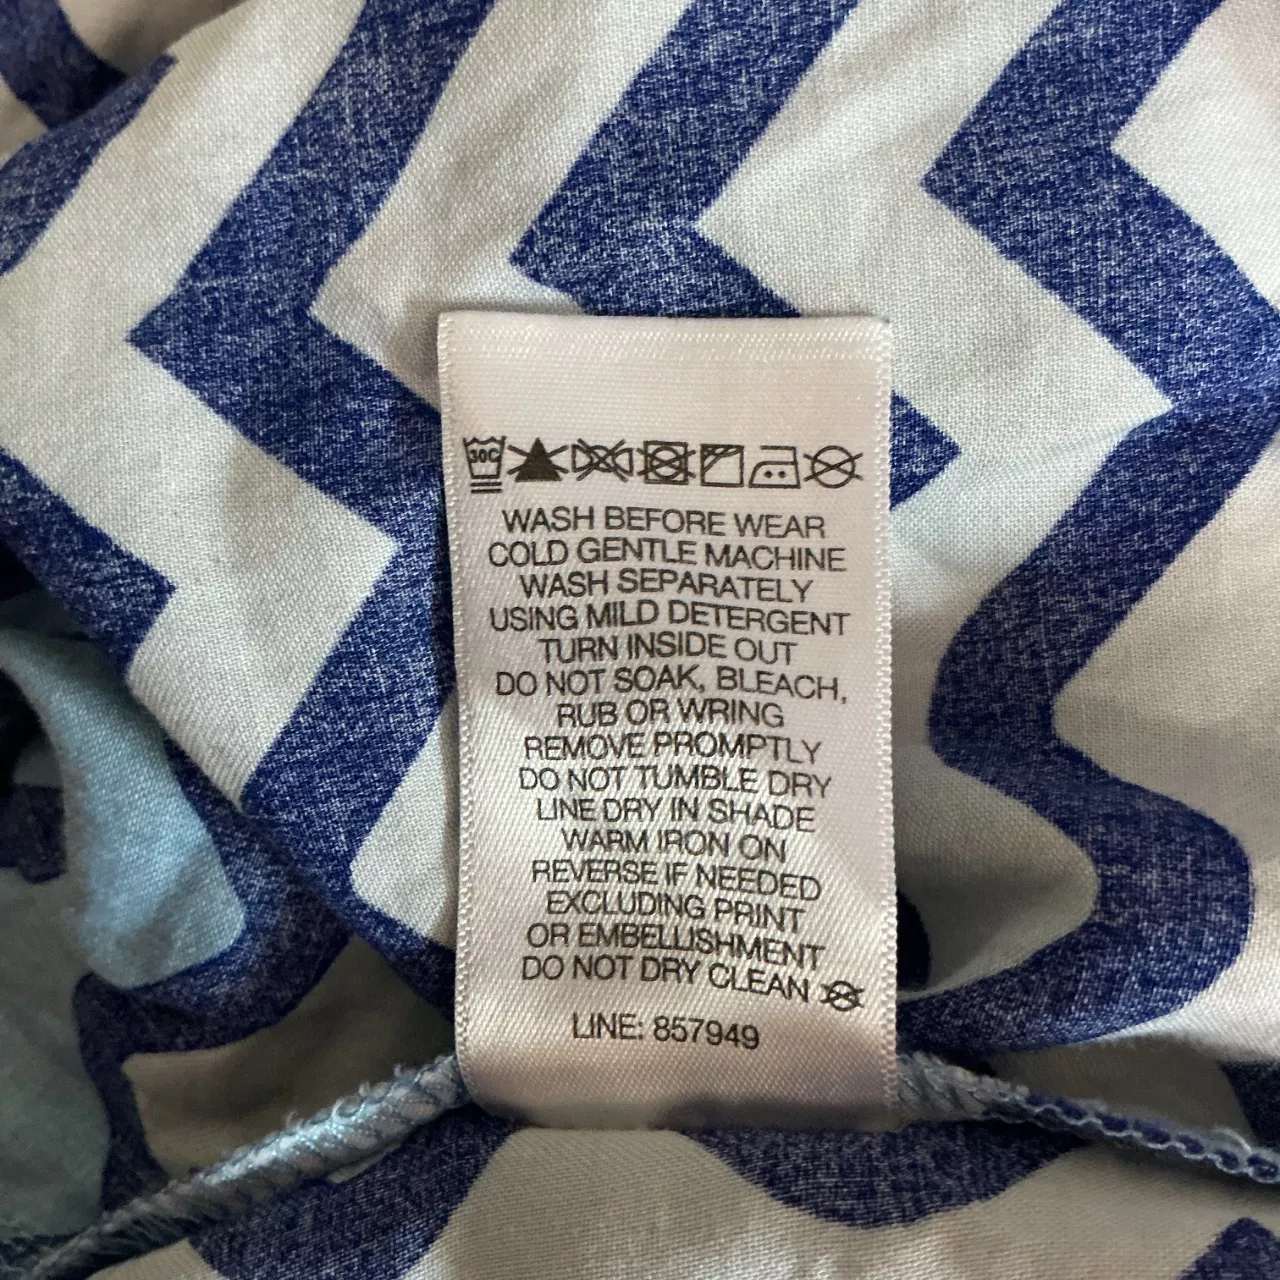 30C
WASH BEFORE WEAR
COLD GENTLE MACHINE
WASH SEPARATELY
USING MILD DETERGENT
TURN INSIDE OUT
DO NOT SOAK, BLEACH,
RUB OR WRING
REMOVE PROMPTLY
DO NOT TUMBLE DRY
LINE DRY IN SHADE
WARM IRON ON
REVERSE IF NEEDED
EXCLUDING PRINT
OR EMBELLISHMENT
DO NOT DRY CLEAN
LINE: 857949